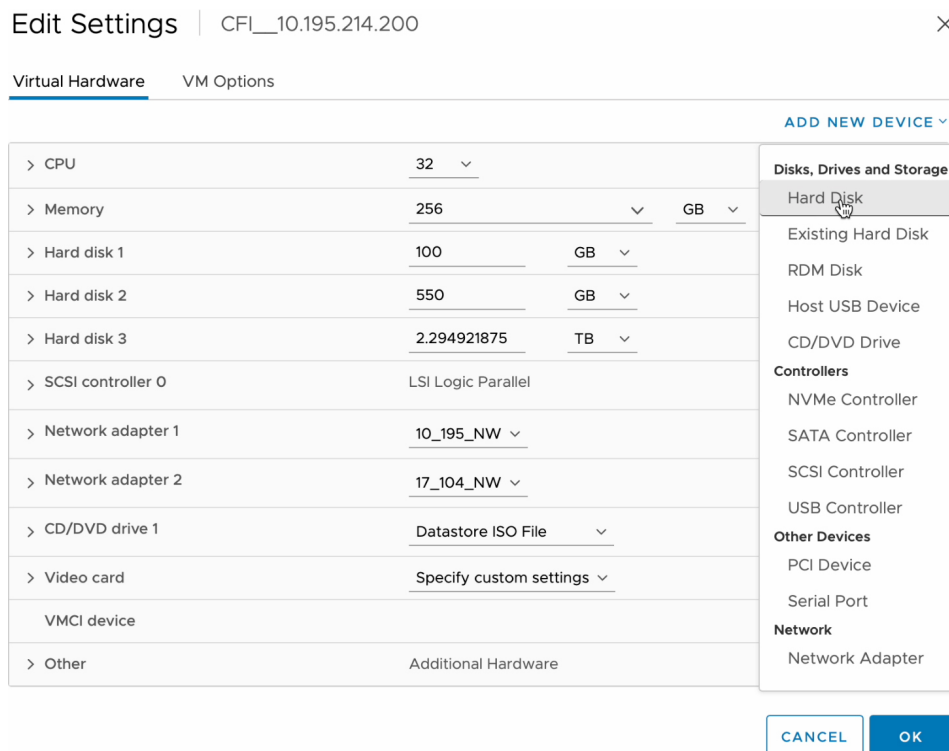 Edit Settings CFI__10.195.214.200
Virtual Hardware VM Options
ADD NEW DEVICE
CPU 32
Memory 256 GB
Hard disk 1 100 GB
Hard disk 2 550 GB
Hard disk 3 2.294921875 TB
SCSI controller 0 LSI Logic Parallel
Network adapter 1 10_195_NW
Network adapter 2 17_104_NW
CD/DVD drive 1 Datastore ISO File
Video card Specify custom settings
VMCI device
Other Additional Hardware
Disks, Drives and Storage
Hard Disk
Existing Hard Disk
RDM Disk
Host USB Device
CD/DVD Drive
Controllers
NVMe Controller
SATA Controller
SCSI Controller
USB Controller
Other Devices
PCI Device
Serial Port
Network
Network Adapter
CANCEL OK